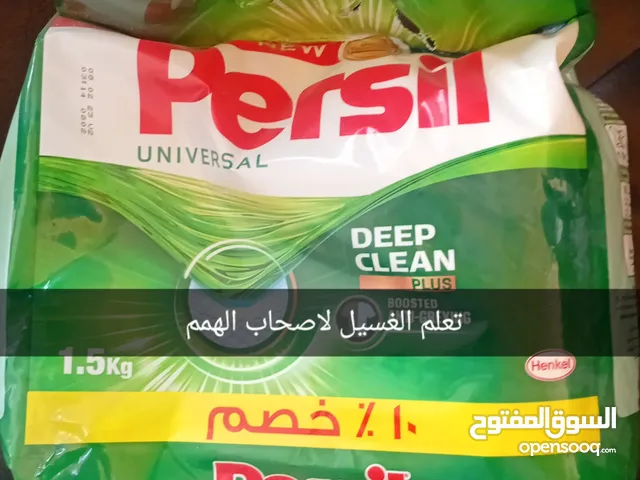 NEW
Persil
UNIVERSAL
DEEP
CLEAN
PLUS
BOOSTED
تعلم الغسيل لاصحاب الهمم
1.5Kg
Henkel
١٠٪ خصم
السوق المفتوح
opensooq.com
Persil